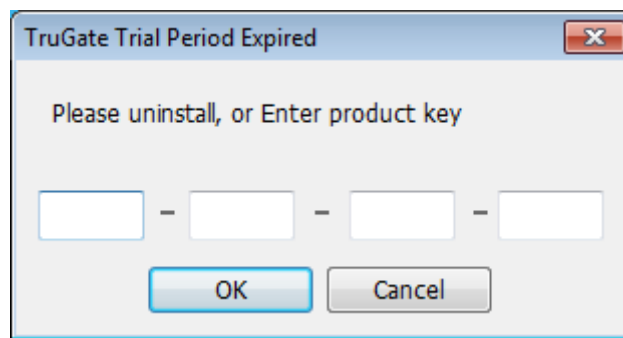 TruGate Trial Period Expired
Please uninstall, or Enter product key
– – –
OK Cancel